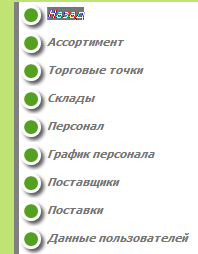 Назад
Ассортимент
Торговые точки
Склады
Персонал
График персонала
Поставщики
Поставки
Данные пользователей